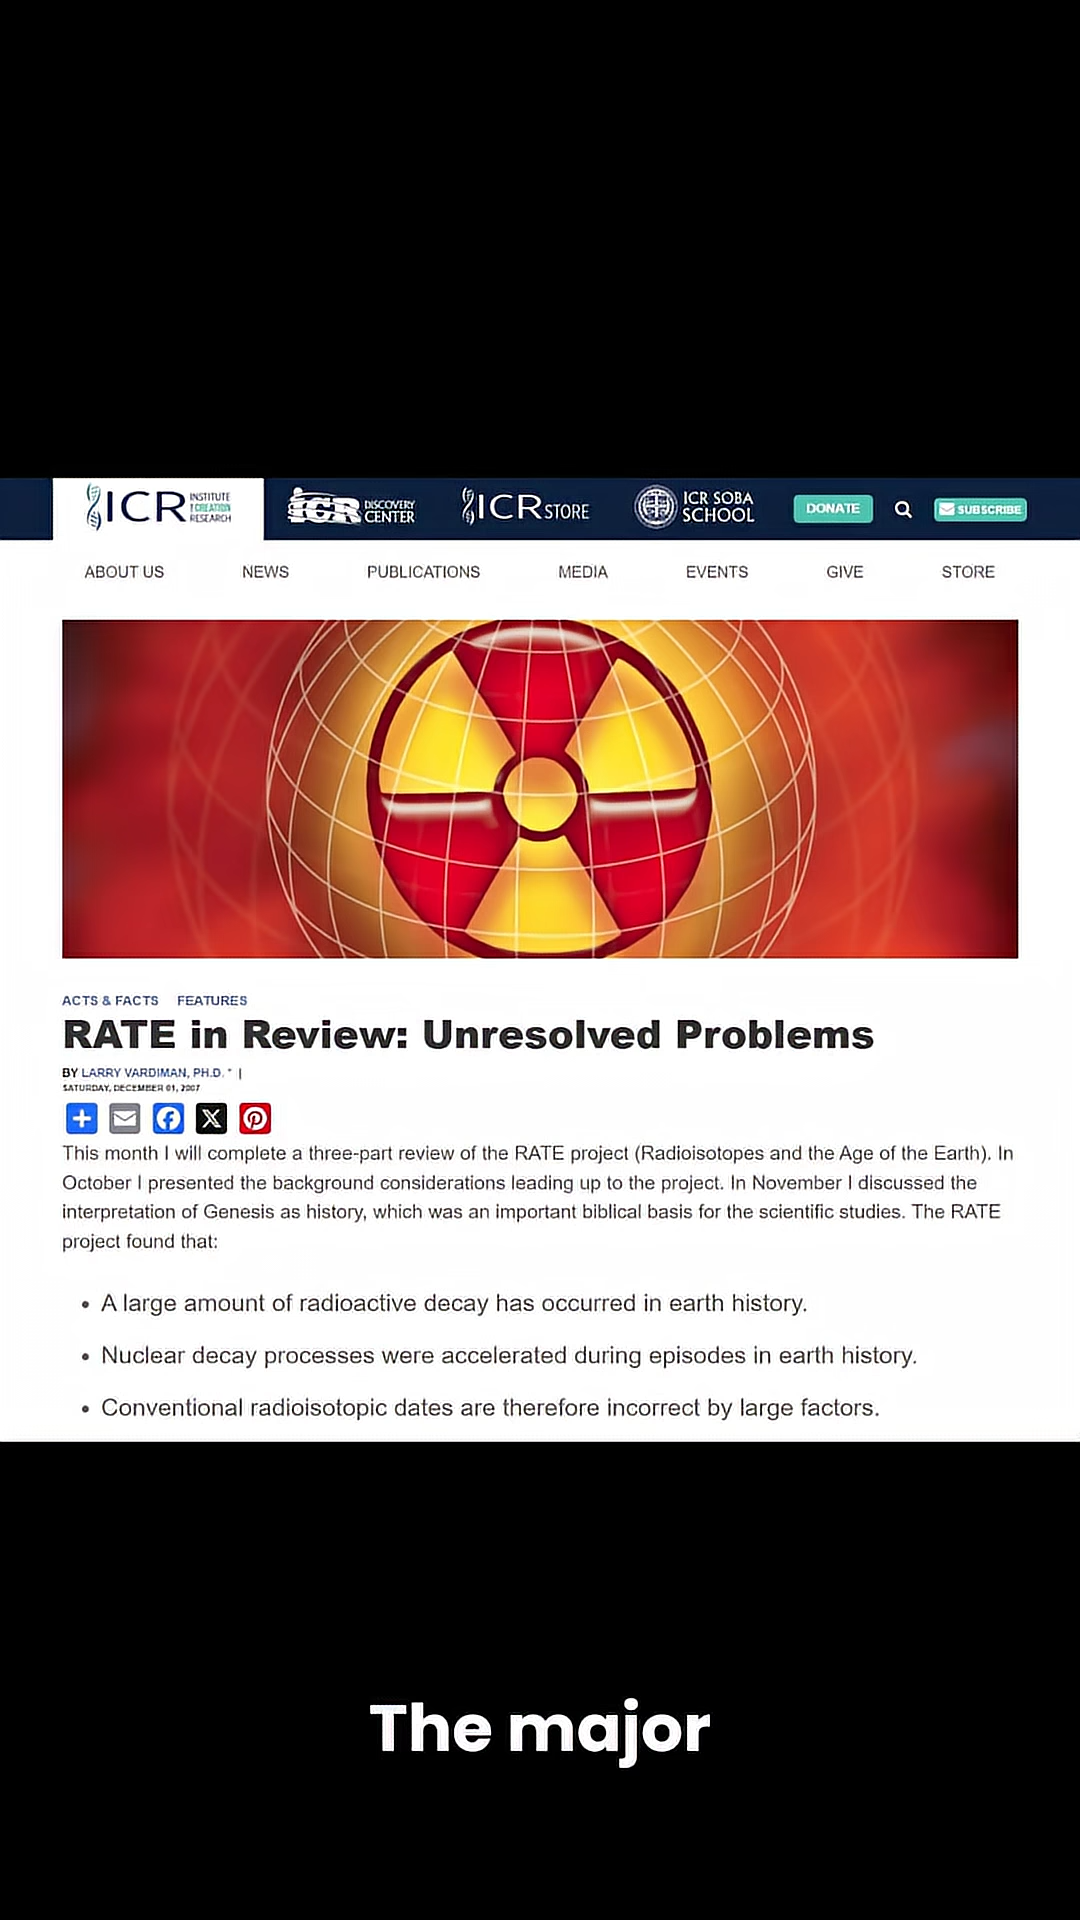 ICR INSTITUTE for CREATION RESEARCH
ICR DISCOVERY CENTER
ICR STORE
ICR SOBA SCHOOL
DONATE
SUBSCRIBE
ABOUT US NEWS PUBLICATIONS MEDIA EVENTS GIVE STORE
ACTS & FACTS FEATURES
RATE in Review: Unresolved Problems
BY LARRY VARDIMAN, PH.D. * |
SATURDAY, DECEMBER 01, 2007
This month I will complete a three-part review of the RATE project (Radioisotopes and the Age of the Earth). In
October I presented the background considerations leading up to the project. In November I discussed the
interpretation of Genesis as history, which was an important biblical basis for the scientific studies. The RATE
project found that:
• A large amount of radioactive decay has occurred in earth history.
• Nuclear decay processes were accelerated during episodes in earth history.
• Conventional radioisotopic dates are therefore incorrect by large factors.
The major